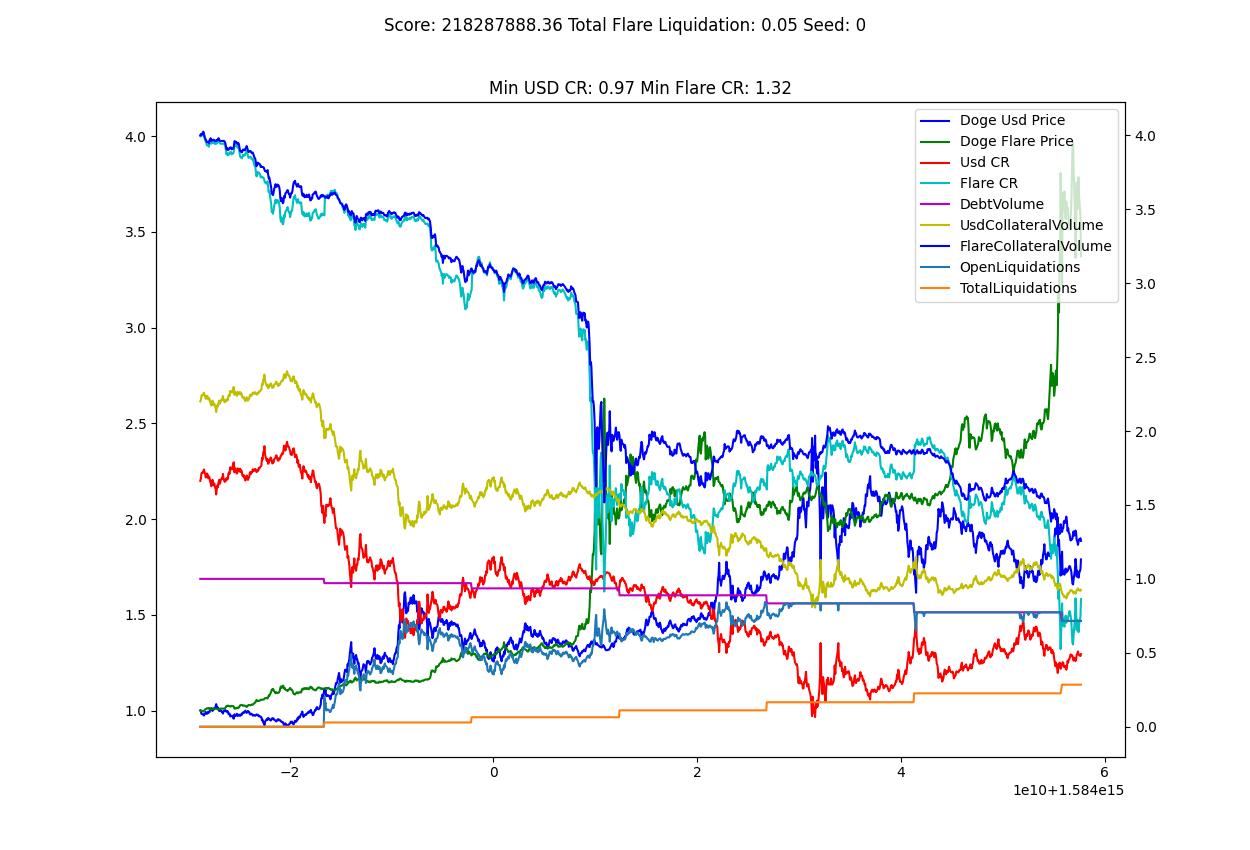 Score: 218287888.36 Total Flare Liquidation: 0.05 Seed: 0
Min USD CR: 0.97 Min Flare CR: 1.32
Doge Usd Price
Doge Flare Price
Usd CR
Flare CR
DebtVolume
UsdCollateralVolume
FlareCollateralVolume
OpenLiquidations
TotalLiquidations
4.0
3.5
3.0
2.5
2.0
1.5
1.0
4.0
3.5
3.0
2.5
2.0
1.5
1.0
0.5
0.0
−2
0
2
4
6
1e10+1.584e15